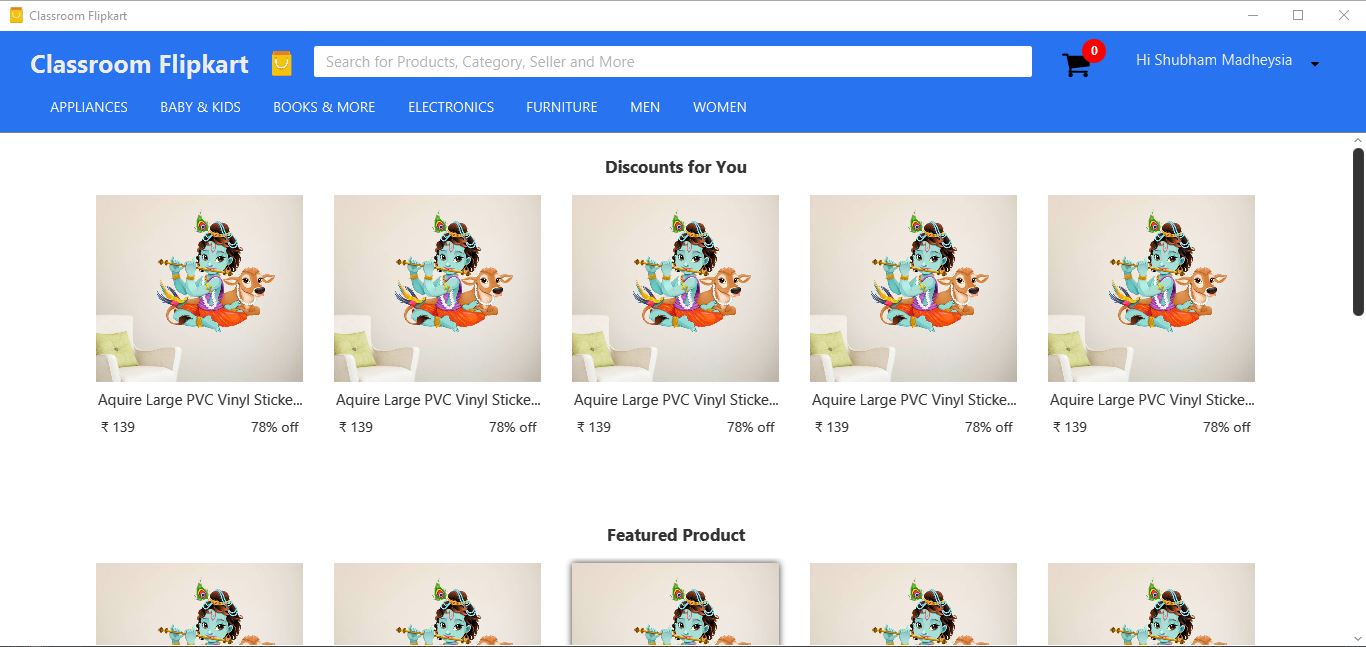 Classroom Flipkart
Classroom Flipkart
Search for Products, Category, Seller and More
0
Hi Shubham Madheysia
APPLIANCES BABY & KIDS BOOKS & MORE ELECTRONICS FURNITURE MEN WOMEN
Discounts for You
Aquire Large PVC Vinyl Sticke... Aquire Large PVC Vinyl Sticke... Aquire Large PVC Vinyl Sticke... Aquire Large PVC Vinyl Sticke... Aquire Large PVC Vinyl Sticke...
₹ 139 78% off ₹ 139 78% off ₹ 139 78% off ₹ 139 78% off ₹ 139 78% off
Featured Product